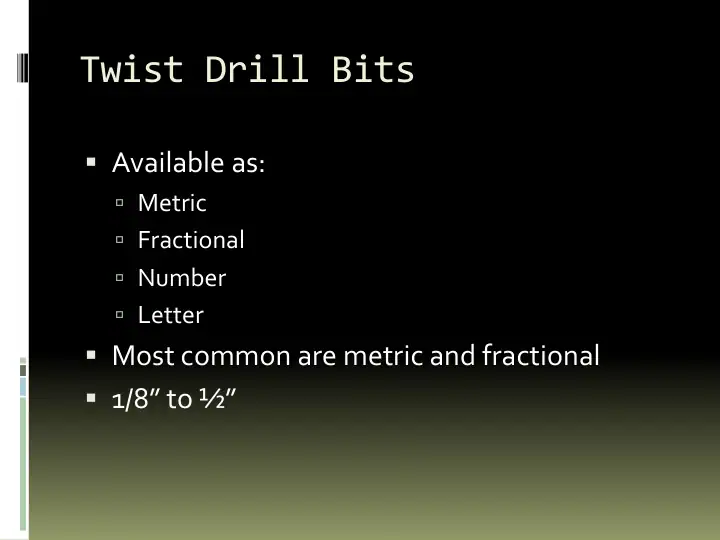 Twist Drill Bits
▪ Available as:
▫ Metric
▫ Fractional
▫ Number
▫ Letter
▪ Most common are metric and fractional
▪ 1/8” to ½”